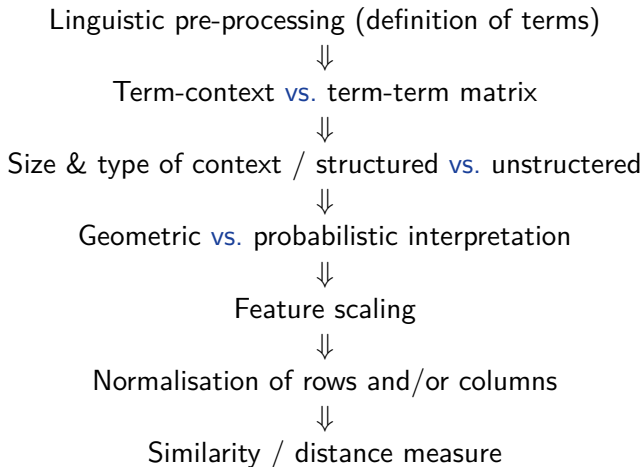 Linguistic pre-processing (definition of terms)
⇓
Term-context vs. term-term matrix
⇓
Size & type of context / structured vs. unstructered
⇓
Geometric vs. probabilistic interpretation
⇓
Feature scaling
⇓
Normalisation of rows and/or columns
⇓
Similarity / distance measure